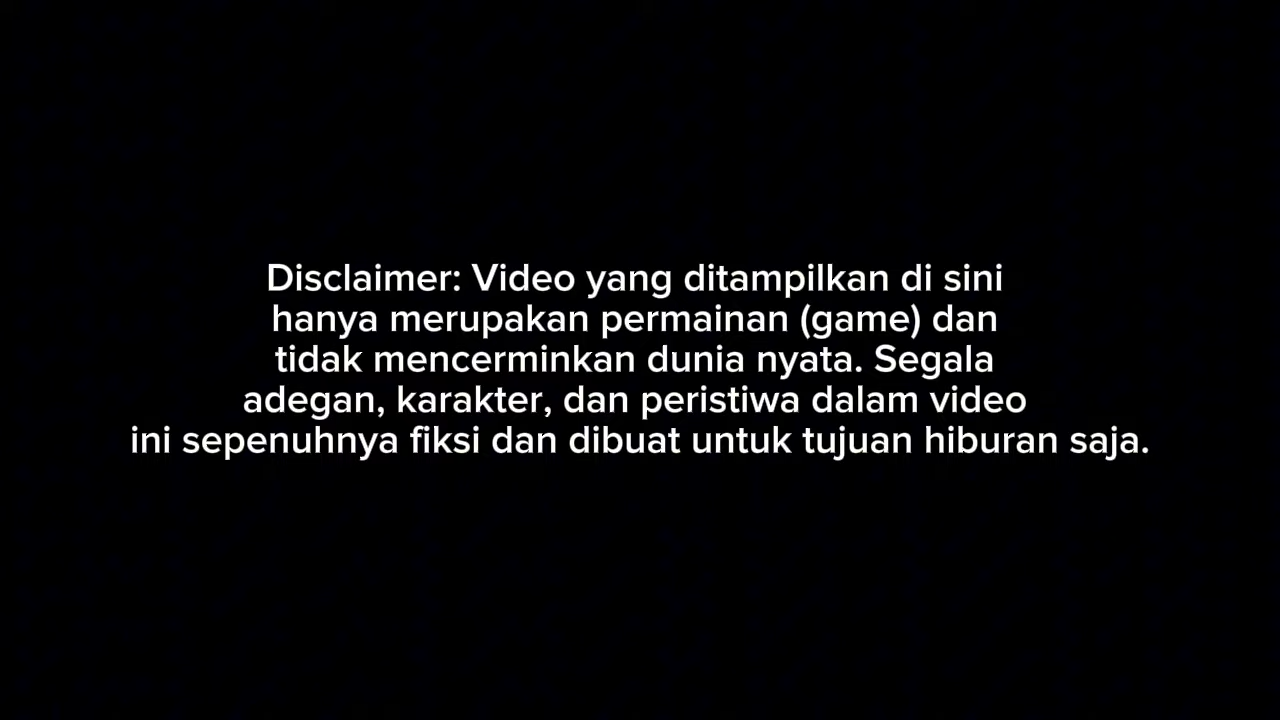 Disclaimer: Video yang ditampilkan di sini
hanya merupakan permainan (game) dan
tidak mencerminkan dunia nyata. Segala
adegan, karakter, dan peristiwa dalam video
ini sepenuhnya fiksi dan dibuat untuk tujuan hiburan saja.